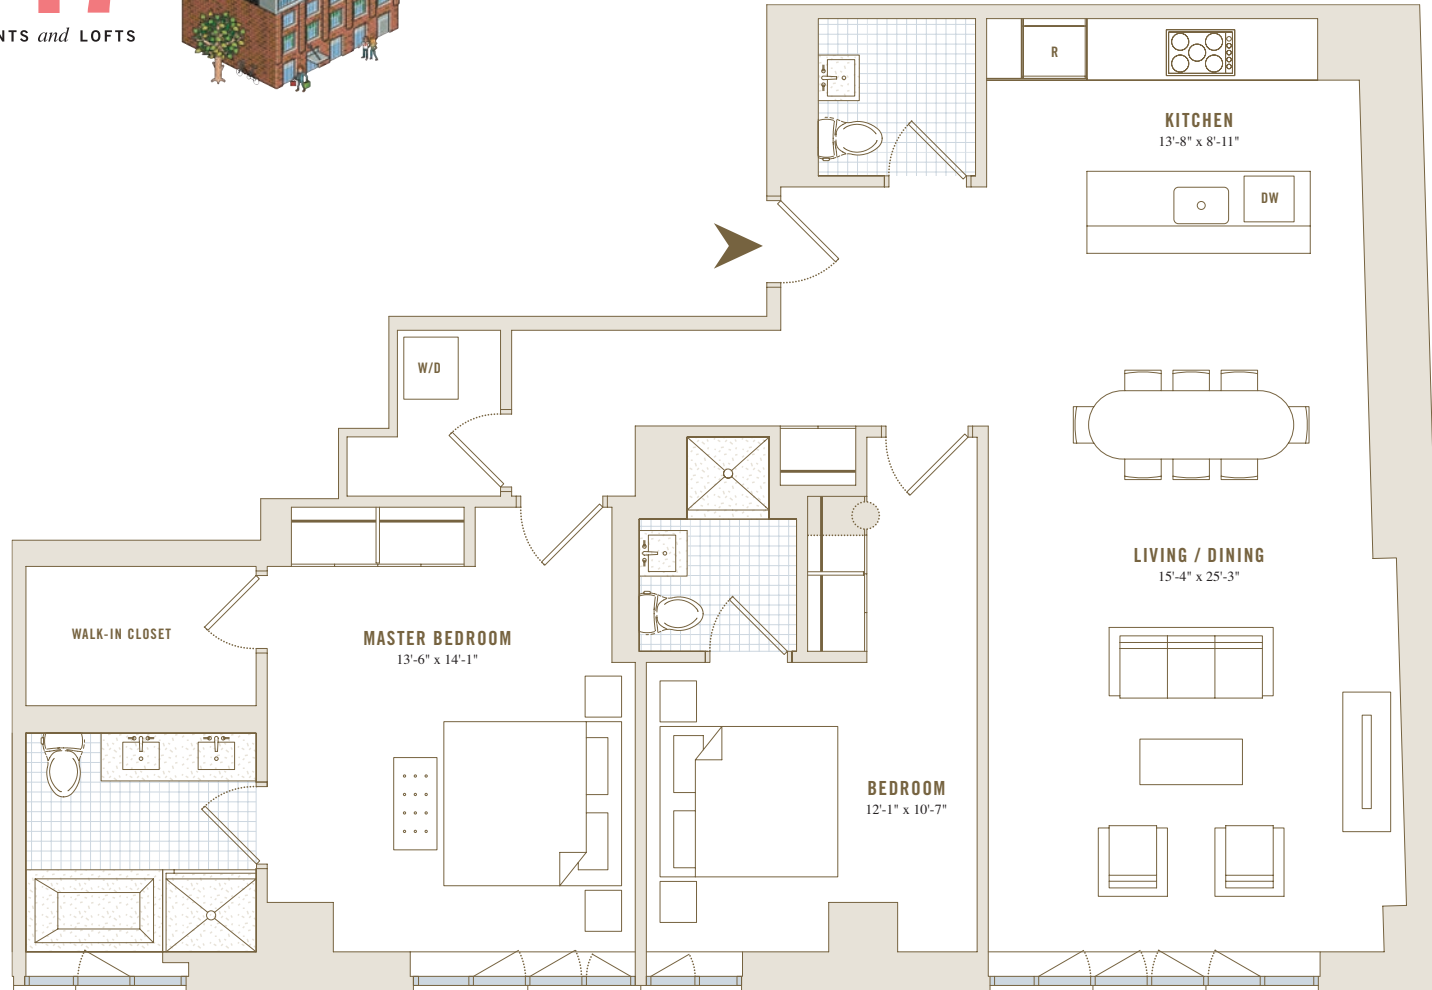 and LOFTS
R
KITCHEN
13'-8" x 8'-11"
DW
W/D
LIVING / DINING
15'-4" x 25'-3"
WALK-IN CLOSET
MASTER BEDROOM
13'-6" x 14'-1"
BEDROOM
12'-1" x 10'-7"